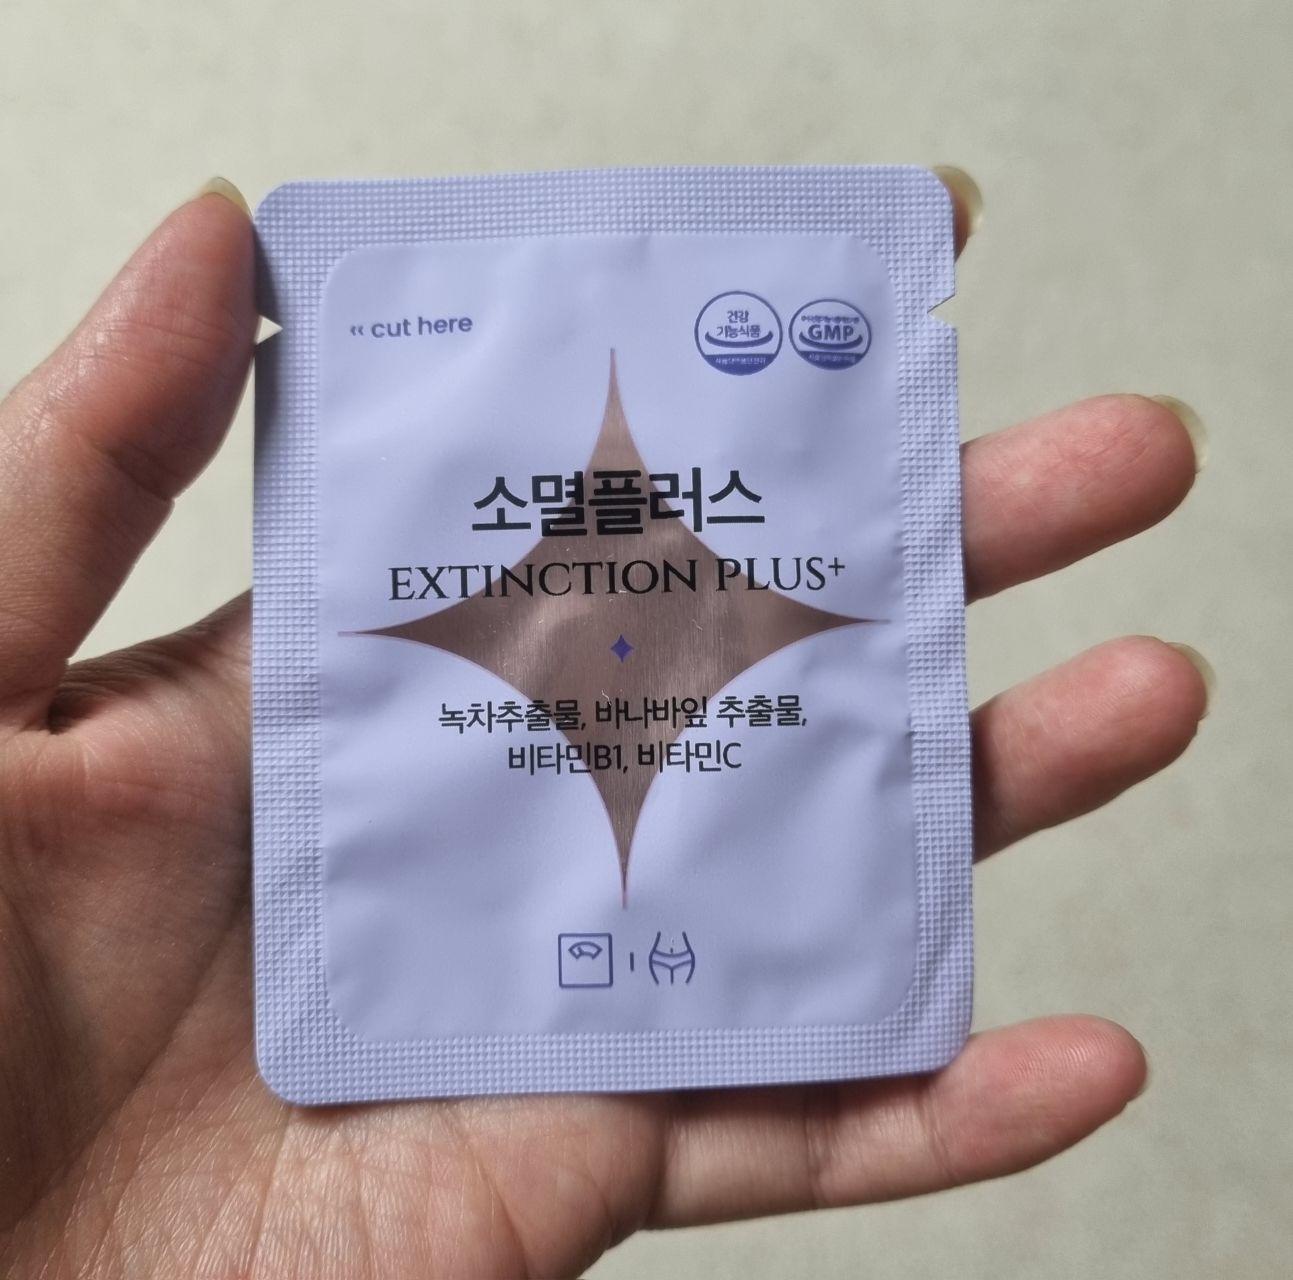 ‹‹ cut here
건강
기능식품
GMP
소멸플러스
EXTINCTION PLUS+
녹차추출물, 바나바잎 추출물,
비타민B1, 비타민C